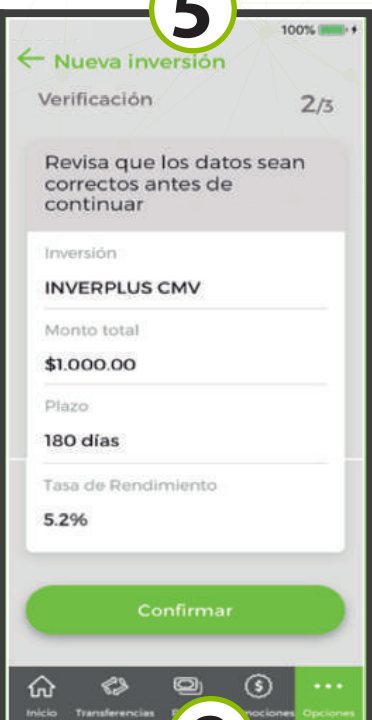 5
100%
Nueva inversión
Verificación
2/3
Revisa que los datos sean
correctos antes de
continuar
Inversión
INVERPLUS CMV
Monto total
$1.000.00
Plazo
180 días
Tasa de Rendimiento
5.2%
Confirmar
Inicio Transferencias Opciones